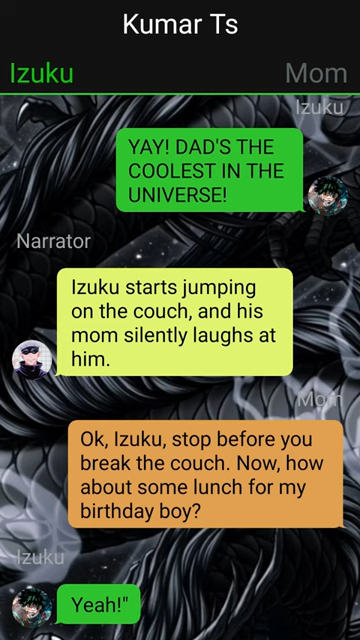 Kumar Ts
Izuku Mom
Izuku
YAY! DAD'S THE
COOLEST IN THE
UNIVERSE!
Narrator
Izuku starts jumping
on the couch, and his
mom silently laughs at
him.
Mom
Ok, Izuku, stop before you
break the couch. Now, how
about some lunch for my
birthday boy?
Izuku
Yeah!"